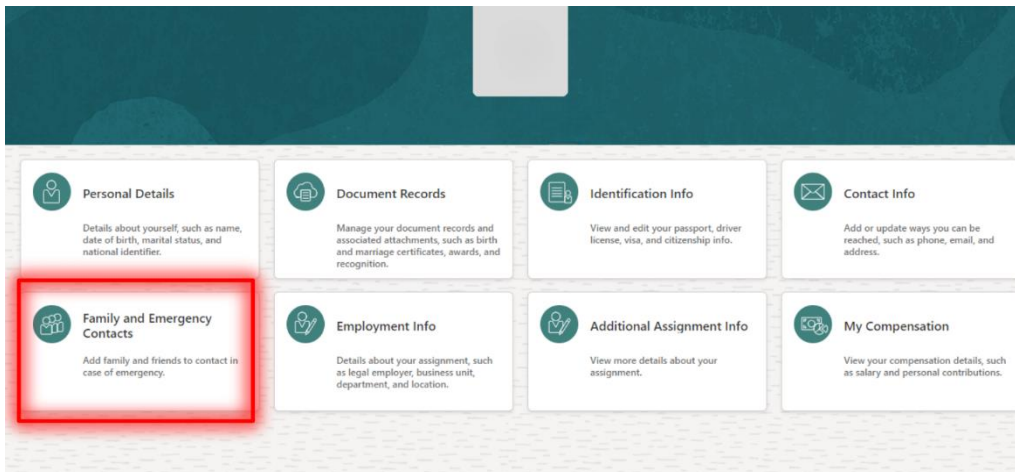 Personal Details
Details about yourself, such as name,
date of birth, marital status, and
national identifier.
Document Records
Manage your document records and
associated attachments, such as birth
and marriage certificates, awards, and
recognition.
Identification Info
View and edit your passport, driver
license, visa, and citizenship info.
Contact Info
Add or update ways you can be
reached, such as phone, email, and
address.
Family and Emergency
Contacts
Add family and friends to contact in
case of emergency.
Employment Info
Details about your assignment, such
as legal employer, business unit,
department, and location.
Additional Assignment Info
View more details about your
assignment.
My Compensation
View your compensation details, such
as salary and personal contributions.